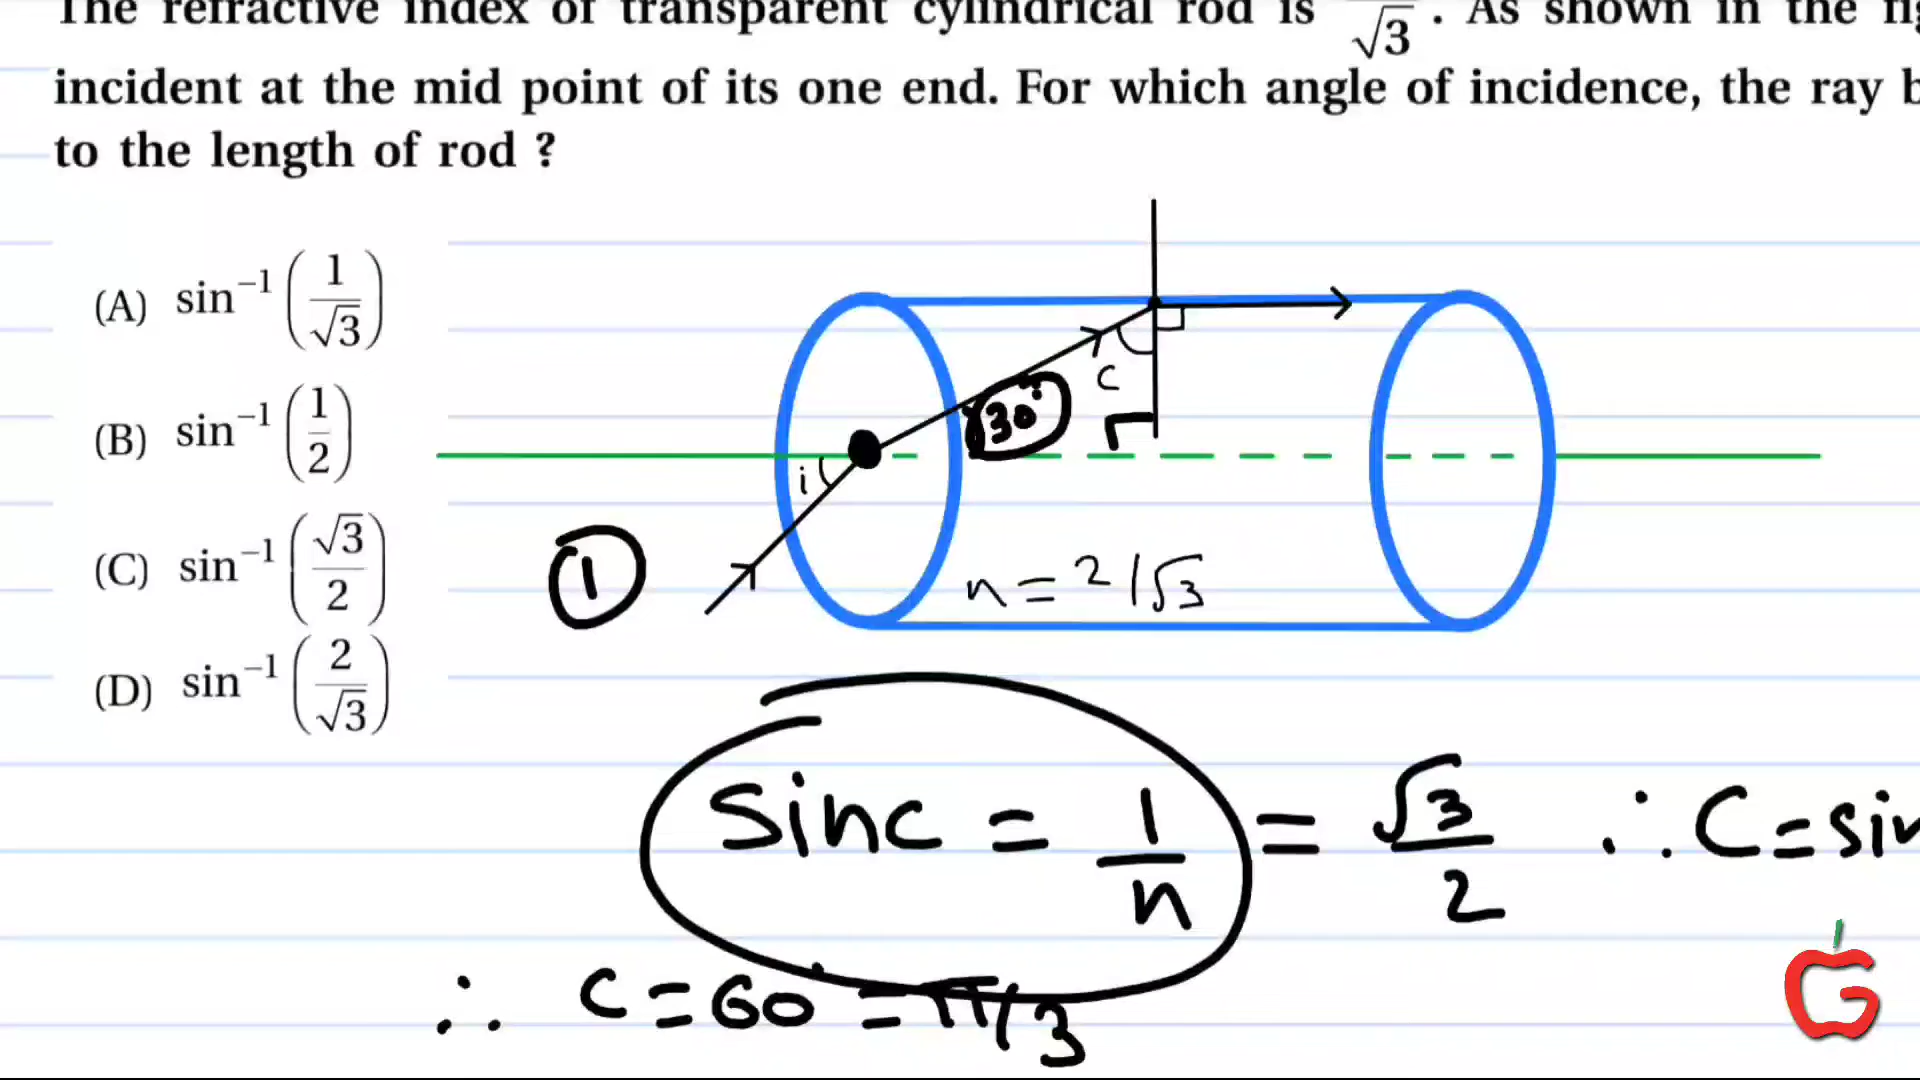 The refractive index of transparent cylindrical rod is /√3. As shown in the
incident at the mid point of its one end. For which angle of incidence, the ray
to the length of rod ?
(A) sin⁻¹(1/√3)
(B) sin⁻¹(1/2)
(C) sin⁻¹(√3/2)
(D) sin⁻¹(2/√3)
c
30°
i
1
n = 2/√3
sinc = 1/n = √3/2 ∴ C = sin
∴ C = 60° = π/3
G